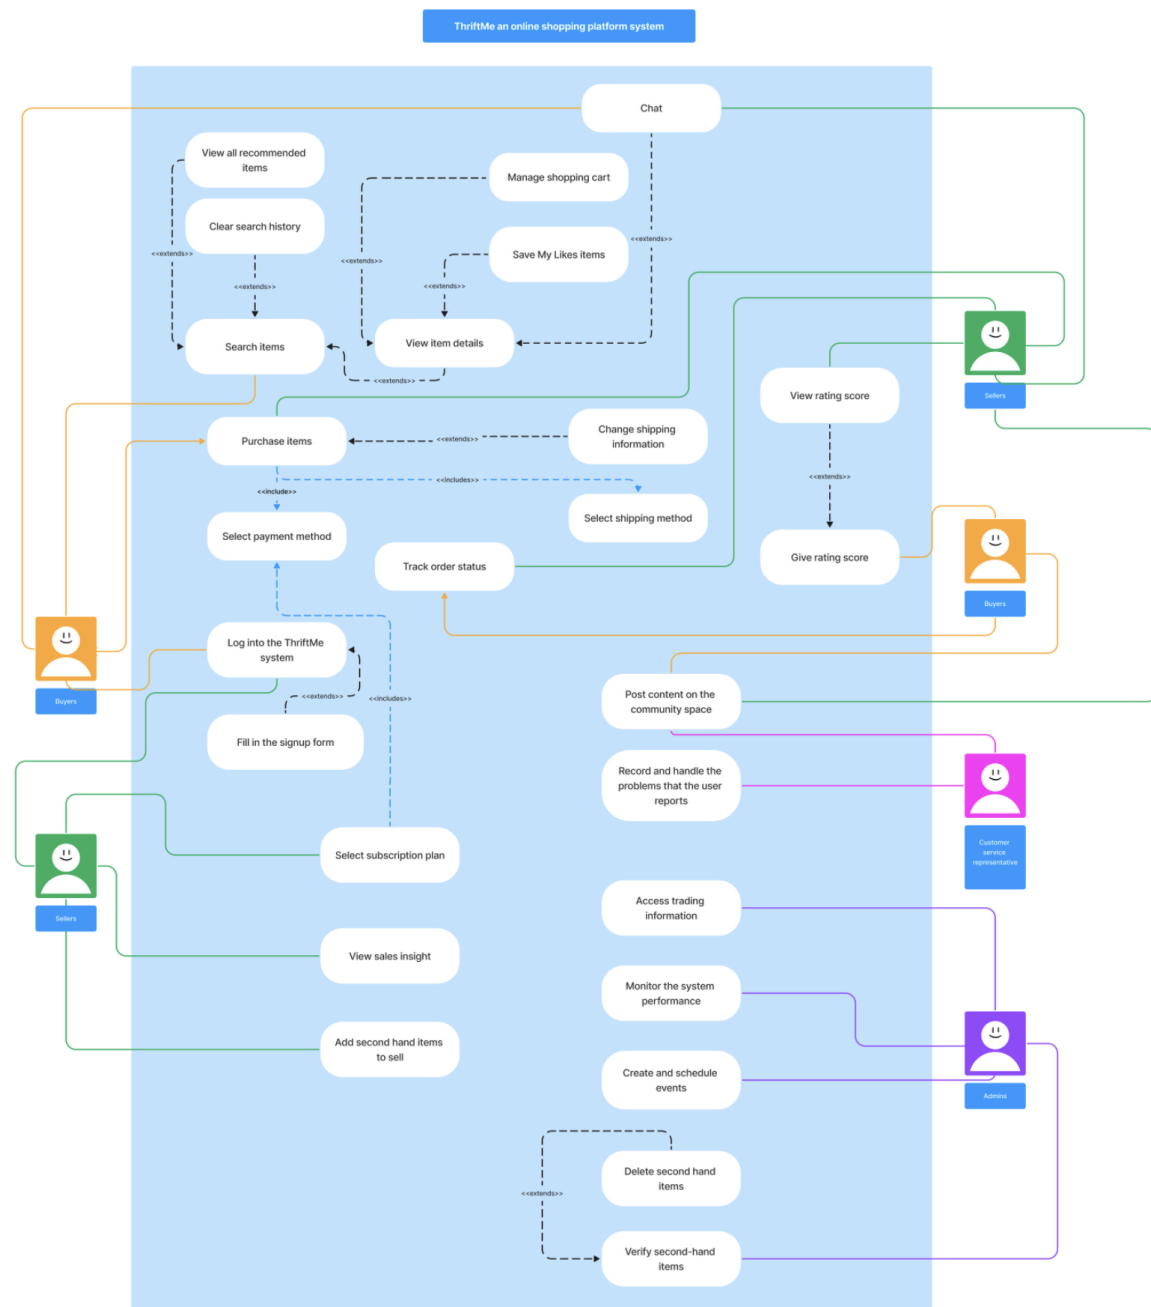 ThriftMe an online shopping platform system
Chat
View all recommended
items
Manage shopping cart
Clear search history
<<extends>>
<<extends>>
<<extends>>
Save My Likes items
<<extends>>
<<extends>>
Search items
View item details
<<extends>>
Sellers
View rating score
Purchase items
<<extends>>
Change shipping
information
<<extends>>
<<includes>>
<<include>>
Select shipping method
Select payment method
Track order status
Give rating score
Buyers
Log into the ThriftMe
system
<<extends>>
<<includes>>
Buyers
Post content on the
community space
Fill in the signup form
Record and handle the
problems that the user
reports
Select subscription plan
Customer
service
representative
Sellers
Access trading
information
View sales insight
Monitor the system
performance
Add second hand items
to sell
Create and schedule
events
Admins
Delete second hand
items
<<extends>>
Verify second-hand
items